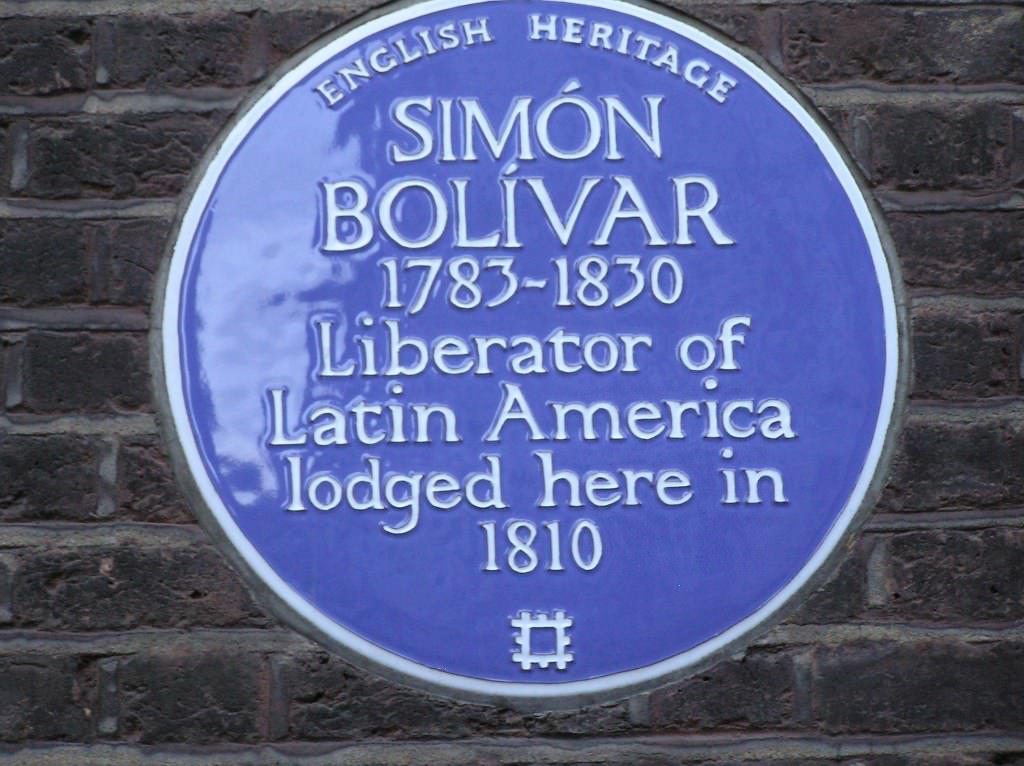 ENGLISH HERITAGE
SIMÓN
BOLÍVAR
1783-1830
Liberator of
Latin America
lodged here in
1810